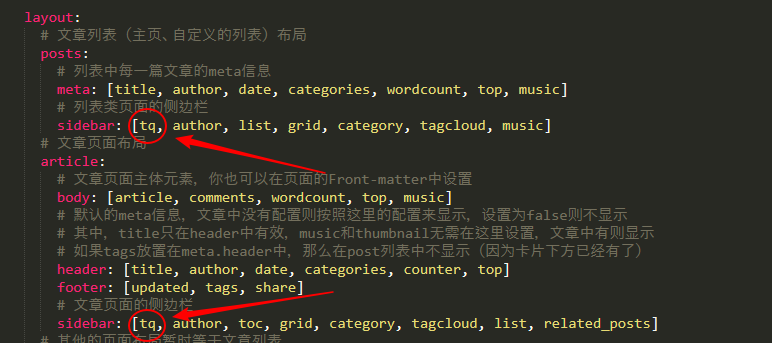 layout:
# 文章列表（主页、自定义的列表）布局
posts:
# 列表中每一篇文章的meta信息
meta: [title, author, date, categories, wordcount, top, music]
# 列表类页面的侧边栏
sidebar: [tq, author, list, grid, category, tagcloud, music]
# 文章页面布局
article:
# 文章页面主体元素，你也可以在页面的Front-matter中设置
body: [article, comments, wordcount, top, music]
# 默认的meta信息，文章中没有配置则按照这里的配置来显示，设置为false则不显示
# 其中，title只在header中有效，music和thumbnail无需在这里设置，文章中有则显示
# 如果tags放置在meta.header中，那么在post列表中不显示（因为卡片下方已经有了）
header: [title, author, date, categories, counter, top]
footer: [updated, tags, share]
# 文章页面的侧边栏
sidebar: [tq, author, toc, grid, category, tagcloud, list, related_posts]
# 其他的页面布局暂时等于文章列表